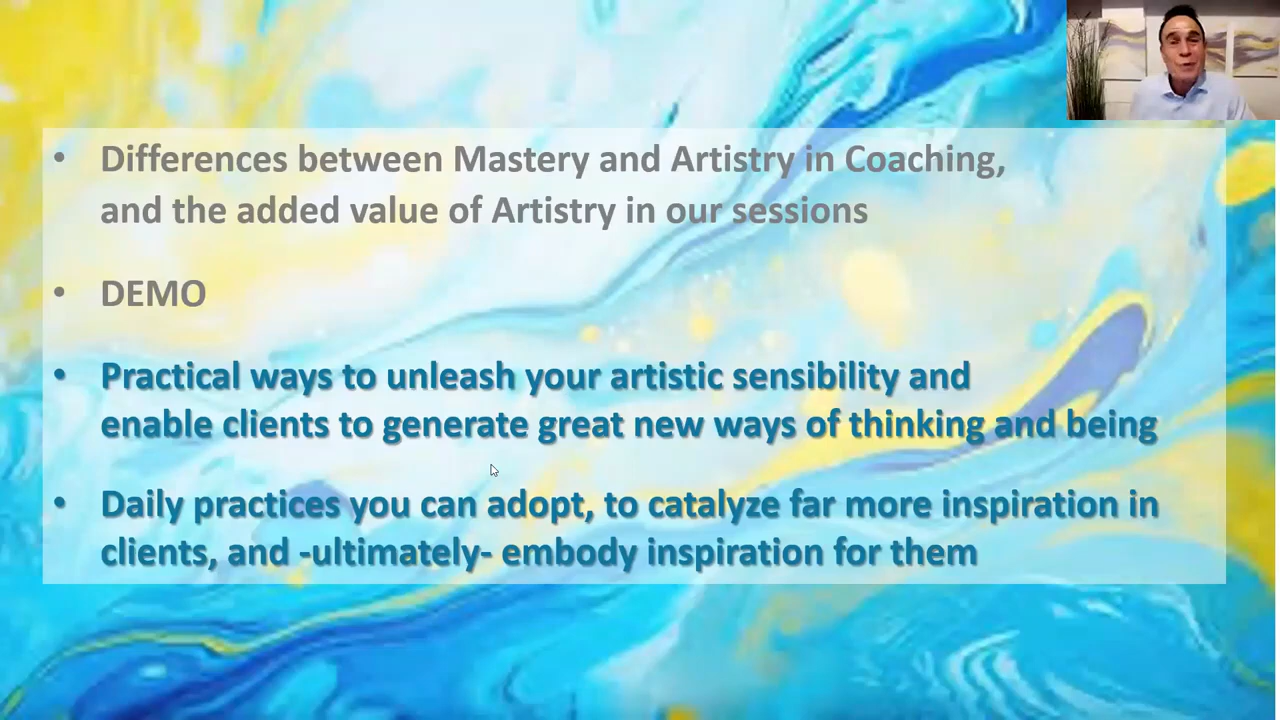 • Differences between Mastery and Artistry in Coaching,
and the added value of Artistry in our sessions
• DEMO
• Practical ways to unleash your artistic sensibility and
enable clients to generate great new ways of thinking and being
• Daily practices you can adopt, to catalyze far more inspiration in
clients, and -ultimately- embody inspiration for them